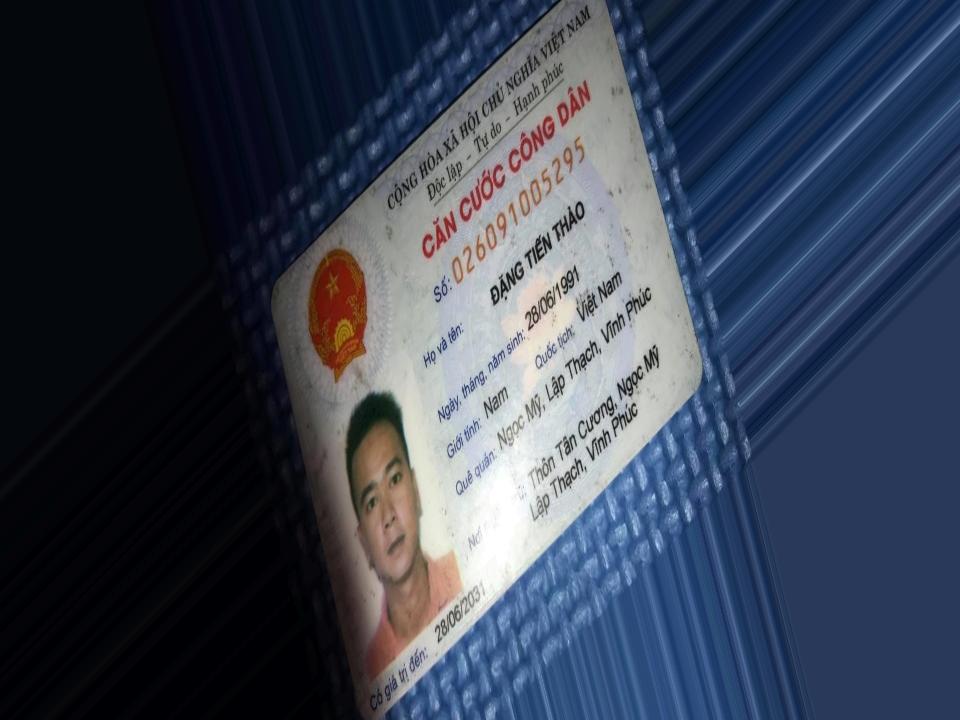 CỘNG HÒA XÃ HỘI CHỦ NGHĨA VIỆT NAM
Độc lập - Tự do - Hạnh phúc
CĂN CƯỚC CÔNG DÂN
Số: 026091005295
Họ và tên:
ĐẶNG TIẾN THẢO
Ngày, tháng, năm sinh: 28/06/1991
Giới tính: Nam Quốc tịch: Việt Nam
Quê quán: Ngọc Mỹ, Lập Thạch, Vĩnh Phúc
Nơi Thôn Tân Cương, Ngọc Mỹ
Lập Thạch, Vĩnh Phúc
Có giá trị đến: 28/06/2031